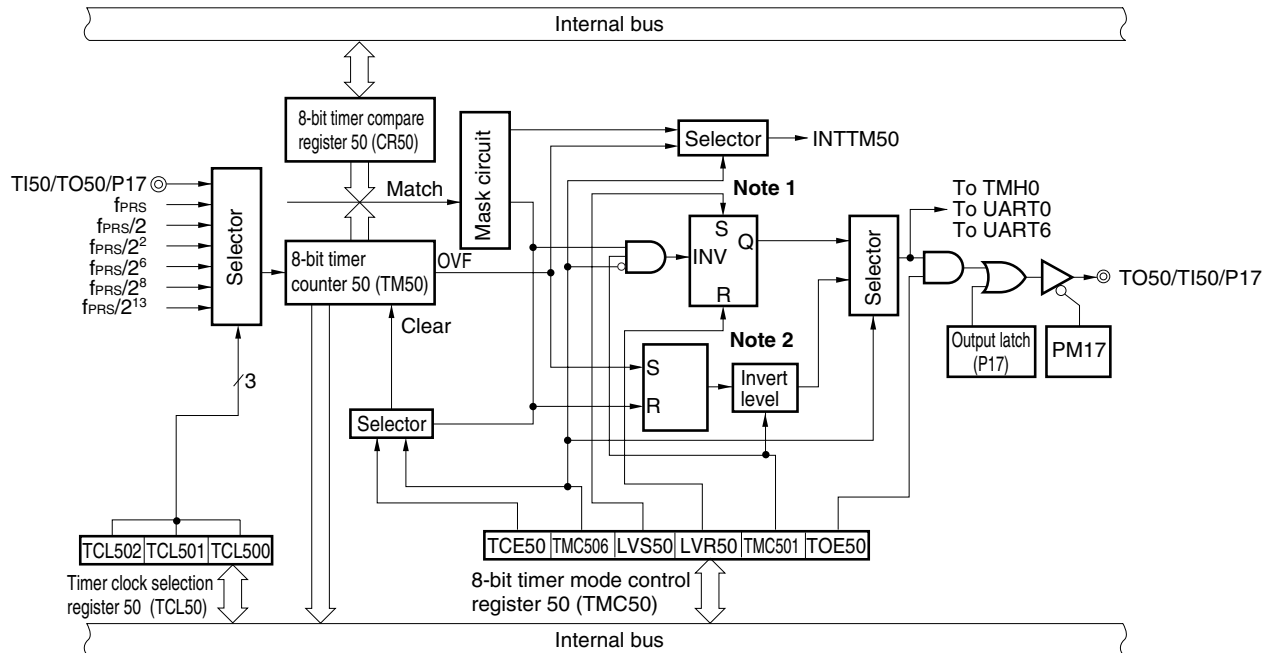 Internal bus
8-bit timer compare
register 50 (CR50)
Mask circuit
Selector
INTTM50
TI50/TO50/P17
fPRS
fPRS/2
fPRS/2²
fPRS/2⁶
fPRS/2⁸
fPRS/2¹³
Selector
Match
8-bit timer
counter 50 (TM50)
OVF
Clear
Note 1
S
Q
INV
R
Selector
To TMH0
To UART0
To UART6
TO50/TI50/P17
Output latch
(P17)
PM17
Note 2
S
R
Invert
level
3
Selector
TCL502 TCL501 TCL500
Timer clock selection
register 50 (TCL50)
TCE50 TMC506 LVS50 LVR50 TMC501 TOE50
8-bit timer mode control
register 50 (TMC50)
Internal bus